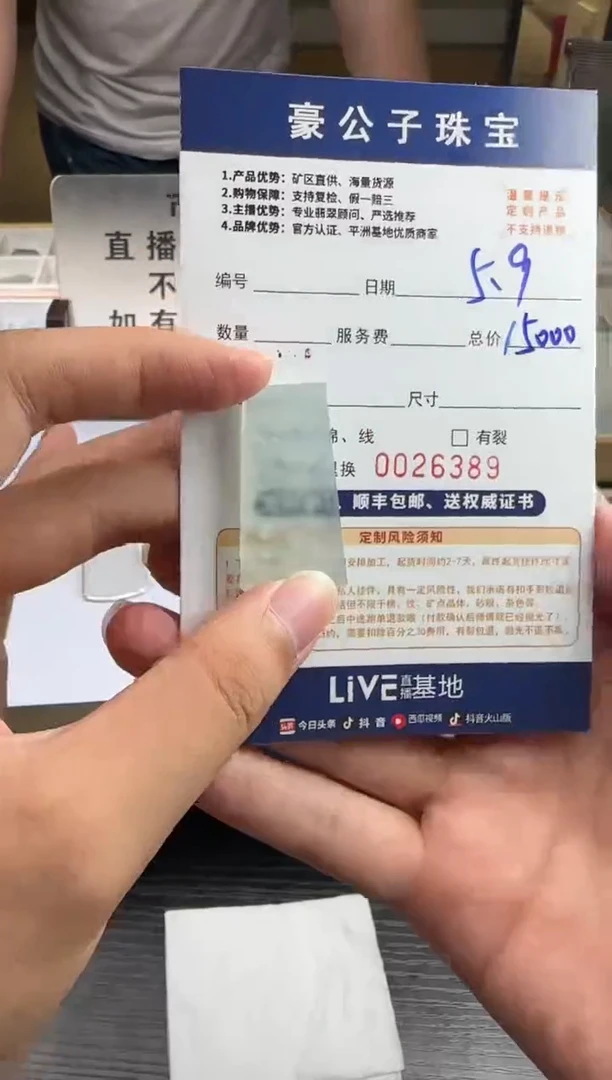 豪公子珠宝
1.产品优势：矿区直供、海量货源
2.购物保障：支持复检、假一赔三
3.主播优势：专业翡翠顾问、严选推荐
4.品牌优势：官方认证、平洲基地优质商家
温馨提示
定制产品
不支持退换
直播
不
如有
编号 日期 5.9
数量 服务费 总价 15000
尺寸
棉、线 □ 有裂
退换 0026389
、顺丰包邮、送权威证书
定制风险须知
LiVE直播基地
今日头条 抖音 西瓜视频 抖音火山版